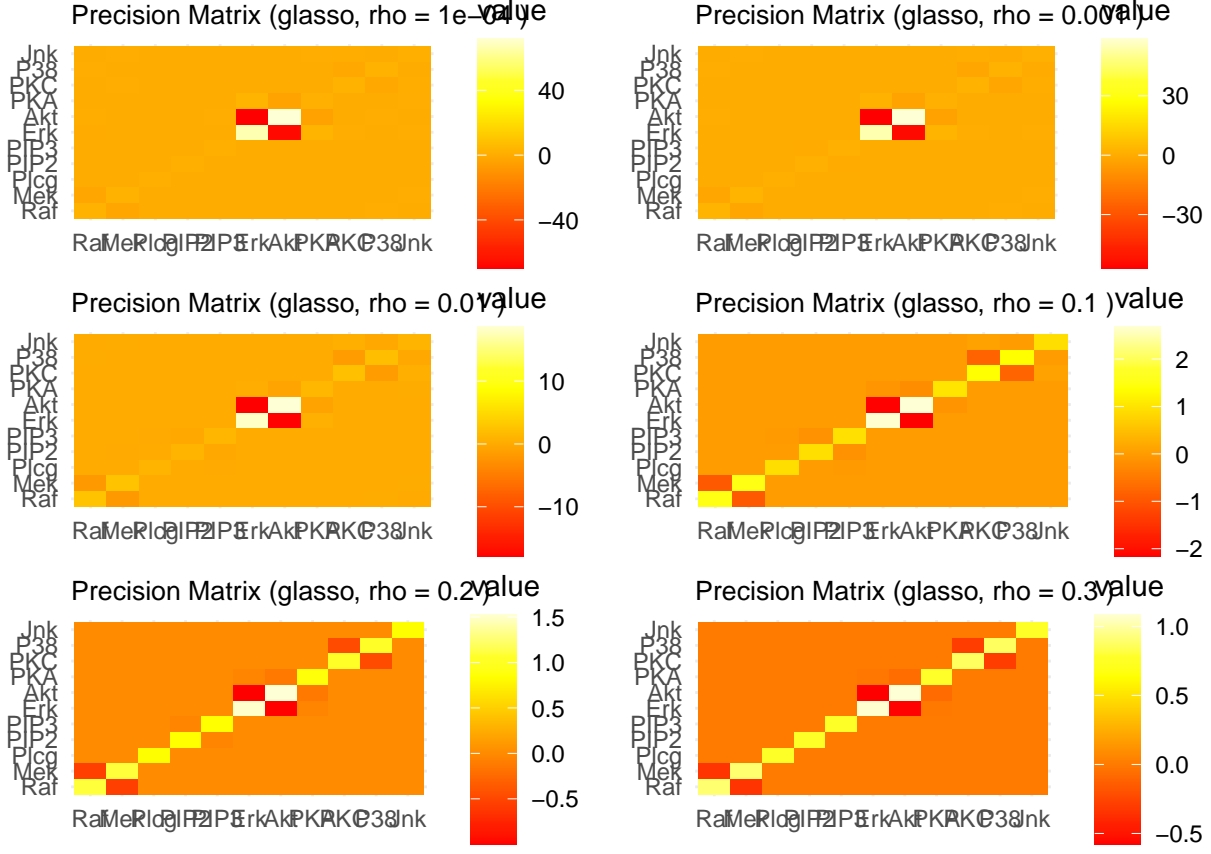 Precision Matrix (glasso, rho = 1e−04 )
value
Jnk
P38
PKC
PKA
Akt
Erk
PIP3
PIP2
Plcg
Mek
Raf
Raf Mek Plcg PIP2 PIP3 Erk Akt PKA PKC P38 Jnk
40
0
−40
Precision Matrix (glasso, rho = 0.001 )
value
Jnk
P38
PKC
PKA
Akt
Erk
PIP3
PIP2
Plcg
Mek
Raf
Raf Mek Plcg PIP2 PIP3 Erk Akt PKA PKC P38 Jnk
30
0
−30
Precision Matrix (glasso, rho = 0.01 )
value
Jnk
P38
PKC
PKA
Akt
Erk
PIP3
PIP2
Plcg
Mek
Raf
Raf Mek Plcg PIP2 PIP3 Erk Akt PKA PKC P38 Jnk
10
0
−10
Precision Matrix (glasso, rho = 0.1 )
value
Jnk
P38
PKC
PKA
Akt
Erk
PIP3
PIP2
Plcg
Mek
Raf
Raf Mek Plcg PIP2 PIP3 Erk Akt PKA PKC P38 Jnk
2
1
0
−1
−2
Precision Matrix (glasso, rho = 0.2 )
value
Jnk
P38
PKC
PKA
Akt
Erk
PIP3
PIP2
Plcg
Mek
Raf
Raf Mek Plcg PIP2 PIP3 Erk Akt PKA PKC P38 Jnk
1.5
1.0
0.5
0.0
−0.5
Precision Matrix (glasso, rho = 0.3 )
value
Jnk
P38
PKC
PKA
Akt
Erk
PIP3
PIP2
Plcg
Mek
Raf
Raf Mek Plcg PIP2 PIP3 Erk Akt PKA PKC P38 Jnk
1.0
0.5
0.0
−0.5